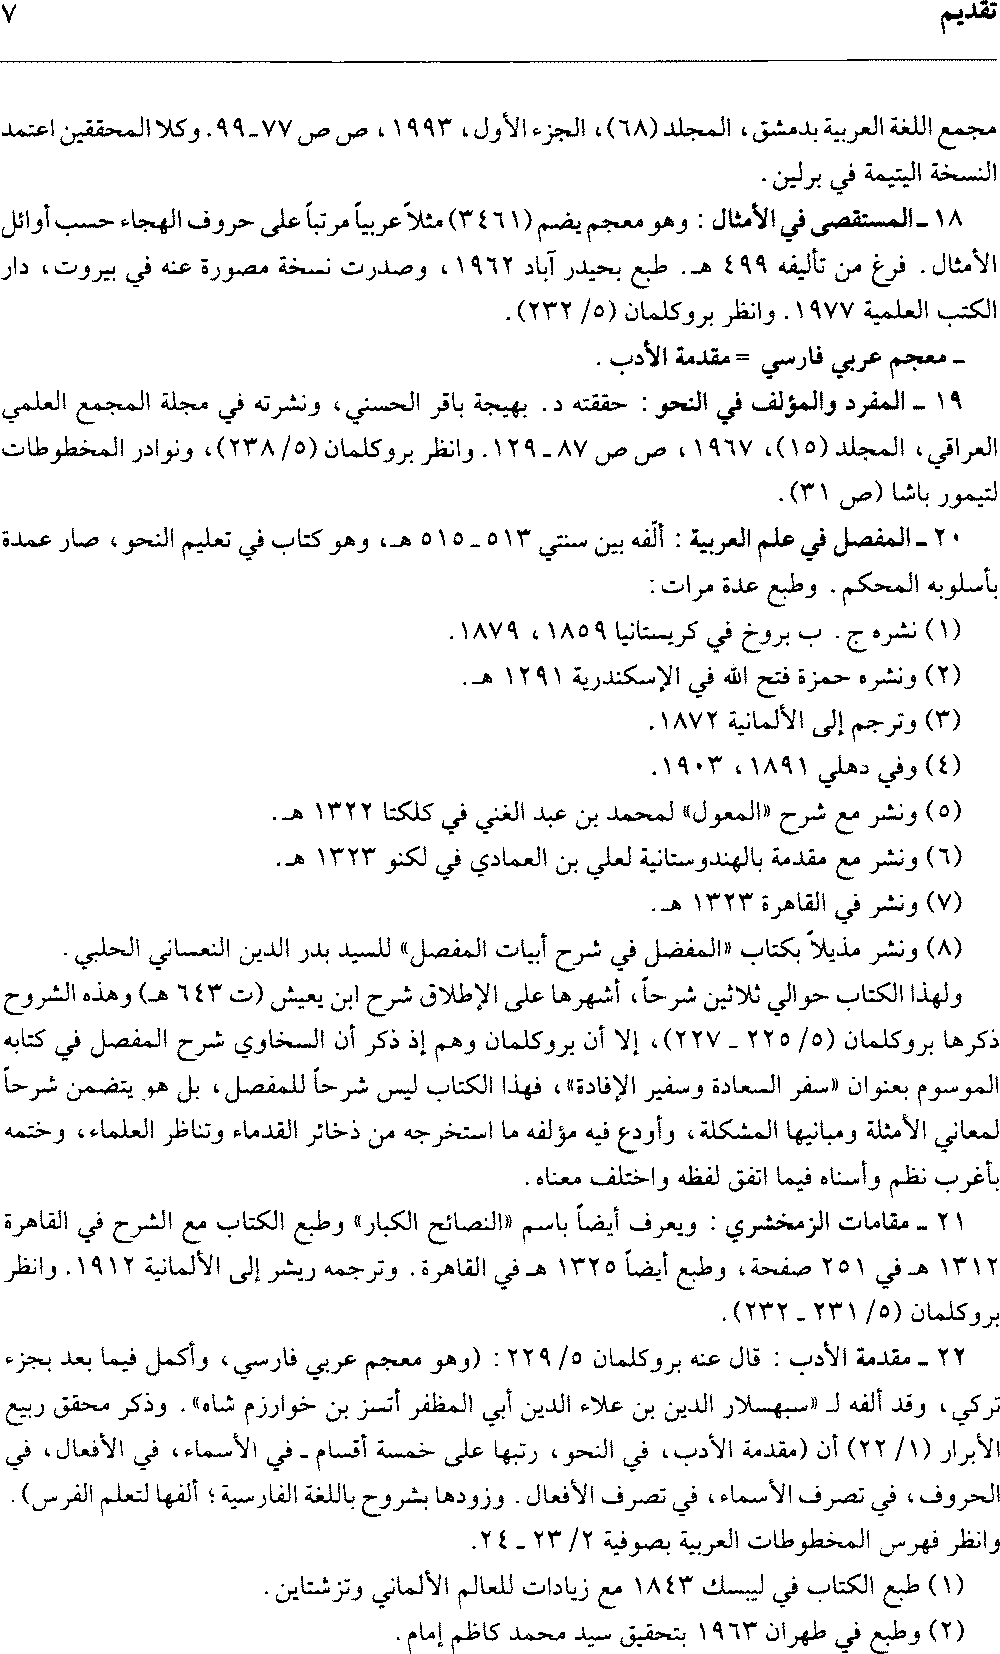 تقديم ٧
مجمع اللغة العربية بدمشق، المجلد (٦٨)، الجزء الأول، ١٩٩٣، ص ص ٧٧-٩٩. وكلا المحققين اعتمد
النسخة اليتيمة في برلين.
١٨ - المستقصى في الأمثال: وهو معجم يضم (٣٤٦١) مثلاً عربياً مرتباً على حروف الهجاء حسب أوائل
الأمثال. فرغ من تأليفه ٤٩٩ هـ. طبع بحيدر آباد ١٩٦٢، وصدرت نسخة مصورة عنه في بيروت، دار
الكتب العلمية ١٩٧٧. وانظر بروكلمان (٥/ ٢٣٢).
- معجم عربي فارسي = مقدمة الأدب.
١٩ - المفرد والمؤلف في النحو: حققته د. بهيجة باقر الحسني، ونشرته في مجلة المجمع العلمي
العراقي، المجلد (١٥)، ١٩٦٧، ص ص ٨٧ - ١٢٩. وانظر بروكلمان (٥/ ٢٣٨)، ونوادر المخطوطات
لتيمور باشا (ص ٣١).
٢٠ - المفصل في علم العربية: ألّفه بين سنتي ٥١٣ - ٥١٥ هـ، وهو كتاب في تعليم النحو، صار عمدة
بأسلوبه المحكم. وطبع عدة مرات:
(١) نشره ج. ب بروخ في كريستانيا ١٨٥٩، ١٨٧٩.
(٢) ونشره حمزة فتح الله في الإسكندرية ١٢٩١ هـ.
(٣) وترجم إلى الألمانية ١٨٧٢.
(٤) وفي دهلي ١٨٩١، ١٩٠٣.
(٥) ونشر مع شرح «المعول» لمحمد بن عبد الغني في كلكتا ١٣٢٢ هـ.
(٦) ونشر مع مقدمة بالهندوستانية لعلي بن العمادي في لكنو ١٣٢٣ هـ.
(٧) ونشر في القاهرة ١٣٢٣ هـ.
(٨) ونشر مذيلاً بكتاب «المفضل في شرح أبيات المفصل» للسيد بدر الدين النعساني الحلبي.
ولهذا الكتاب حوالي ثلاثين شرحاً، أشهرها على الإطلاق شرح ابن يعيش (ت ٦٤٣ هـ) وهذه الشروح
ذكرها بروكلمان (٥/ ٢٢٥ - ٢٢٧)، إلا أن بروكلمان وهم إذ ذكر أن السخاوي شرح المفصل في كتابه
الموسوم بعنوان «سفر السعادة وسفير الإفادة»، فهذا الكتاب ليس شرحاً للمفصل، بل هو يتضمن شرحاً
لمعاني الأمثلة ومبانيها المشكلة، وأودع فيه مؤلفه ما استخرجه من ذخائر القدماء وتناظر العلماء، وختمه
بأغرب نظم وأسناه فيما اتفق لفظه واختلف معناه.
٢١ - مقامات الزمخشري: ويعرف أيضاً باسم «النصائح الكبار» وطبع الكتاب مع الشرح في القاهرة
١٣١٢ هـ في ٢٥١ صفحة، وطبع أيضاً ١٣٢٥ هـ في القاهرة. وترجمه ريشر إلى الألمانية ١٩١٢. وانظر
بروكلمان (٥/ ٢٣١ - ٢٣٢).
٢٢ - مقدمة الأدب: قال عنه بروكلمان ٥/ ٢٢٩: (وهو معجم عربي فارسي، وأكمل فيما بعد بجزء
تركي، وقد ألفه لـ «سبهسلار الدين بن علاء الدين أبي المظفر أتسز بن خوارزم شاه». وذكر محقق ربيع
الأبرار (١/ ٢٢) أن (مقدمة الأدب، في النحو، رتبها على خمسة أقسام - في الأسماء، في الأفعال، في
الحروف، في تصرف الأسماء، في تصرف الأفعال. وزودها بشروح باللغة الفارسية؛ ألفها لتعلم الفرس).
وانظر فهرس المخطوطات العربية بصوفية ٢/ ٢٣ - ٢٤.
(١) طبع الكتاب في ليبسك ١٨٤٣ مع زيادات للعالم الألماني وتزشتاين.
(٢) وطبع في طهران ١٩٦٣ بتحقيق سيد محمد كاظم إمام.